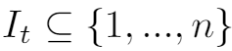 I_t ⊆ {1, ..., n}